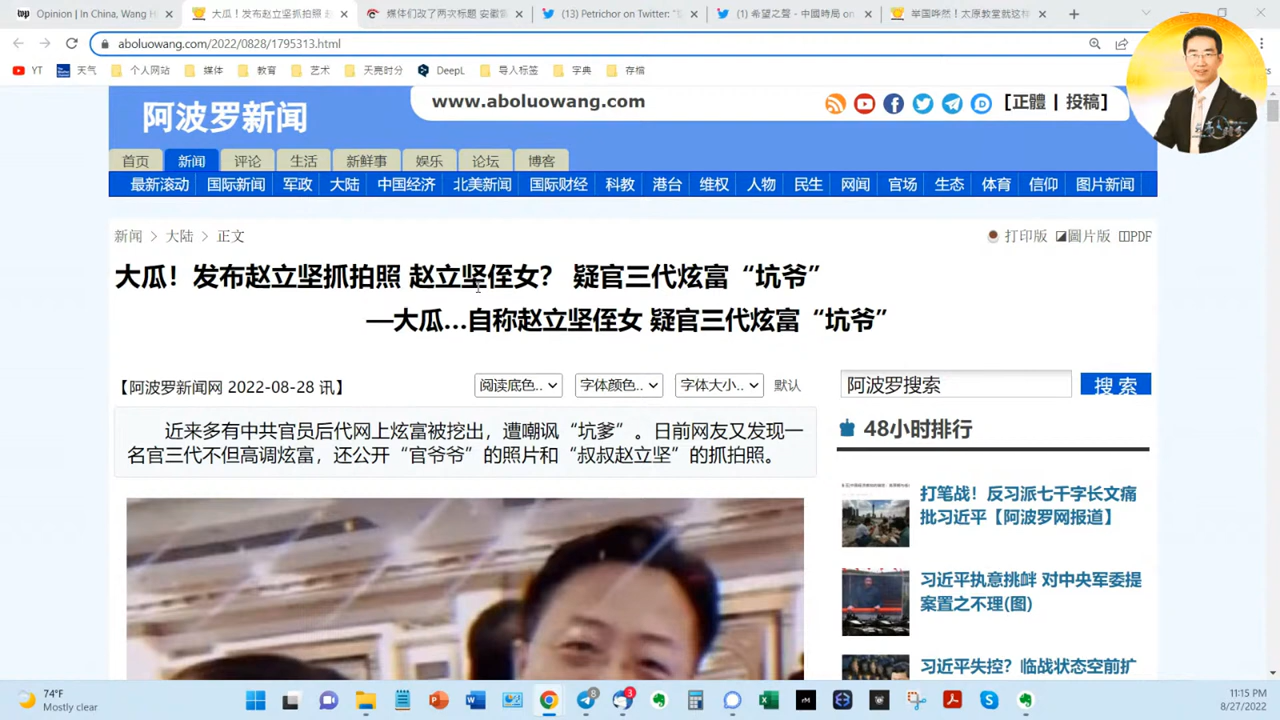 Opinion | In China, Wang H
大瓜！发布赵立坚抓拍照 赵
媒体们改了两次标题 安徽
(13) Petrichor on Twitter: "
(1) 希望之聲 - 中國時局 on
举国哗然！太原教室就这样
aboluowang.com/2022/0828/1795313.html
YT 天气 个人网站 媒体 教育 艺术 天亮时分 DeepL 导入标签 字典 存檔
阿波罗新闻
www.aboluowang.com
[正體 | 投稿]
首页 新闻 评论 生活 新鲜事 娱乐 论坛 博客
最新滚动 国际新闻 军政 大陆 中国经济 北美新闻 国际财经 科教 港台 维权 人物 民生 网闻 官场 生态 体育 信仰 图片新闻
新闻 > 大陆 > 正文
打印版 圖片版 PDF
大瓜！发布赵立坚抓拍照 赵立坚侄女？ 疑官三代炫富“坑爷”
—大瓜...自称赵立坚侄女 疑官三代炫富“坑爷”
【阿波罗新闻网 2022-08-28 讯】
阅读底色.. 字体颜色.. 字体大小.. 默认
阿波罗搜索
搜 索
近来多有中共官员后代网上炫富被挖出，遭嘲讽“坑爹”。日前网友又发现一
名官三代不但高调炫富，还公开“官爷爷”的照片和“叔叔赵立坚”的抓拍照。
48小时排行
打笔战！反习派七千字长文痛
批习近平【阿波罗网报道】
习近平执意挑衅 对中央军委提
案置之不理(图)
习近平失控？临战状态空前扩
74°F
Mostly clear
8
3
11:15 PM
8/27/2022